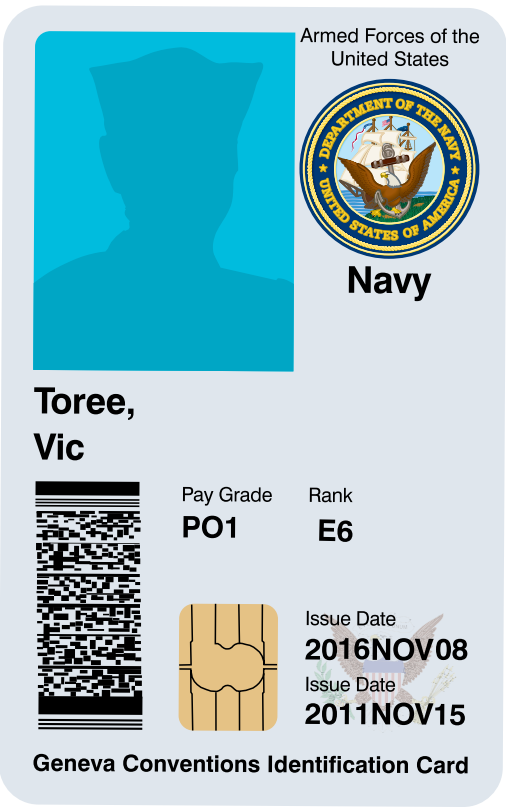 Armed Forces of the
United States
DEPARTMENT OF THE NAVY
UNITED STATES OF AMERICA
Navy
Toree,
Vic
Pay Grade Rank
PO1 E6
Issue Date
2016NOV08
Issue Date
2011NOV15
Geneva Conventions Identification Card